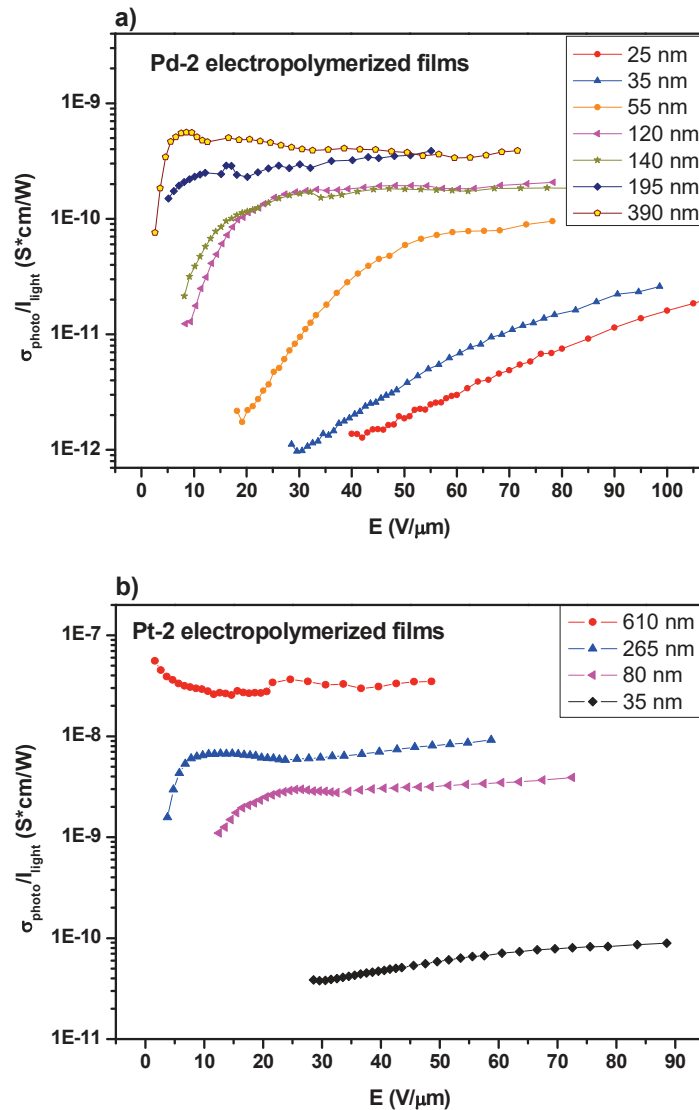 a)
Pd-2 electropolymerized films
25 nm
35 nm
55 nm
120 nm
140 nm
195 nm
390 nm
1E-9
1E-10
1E-11
1E-12
σphoto/Ilight (S*cm/W)
0 10 20 30 40 50 60 70 80 90 100
E (V/μm)
b)
Pt-2 electropolymerized films
610 nm
265 nm
80 nm
35 nm
1E-7
1E-8
1E-9
1E-10
1E-11
σphoto/Ilight (S*cm/W)
0 10 20 30 40 50 60 70 80 90
E (V/μm)